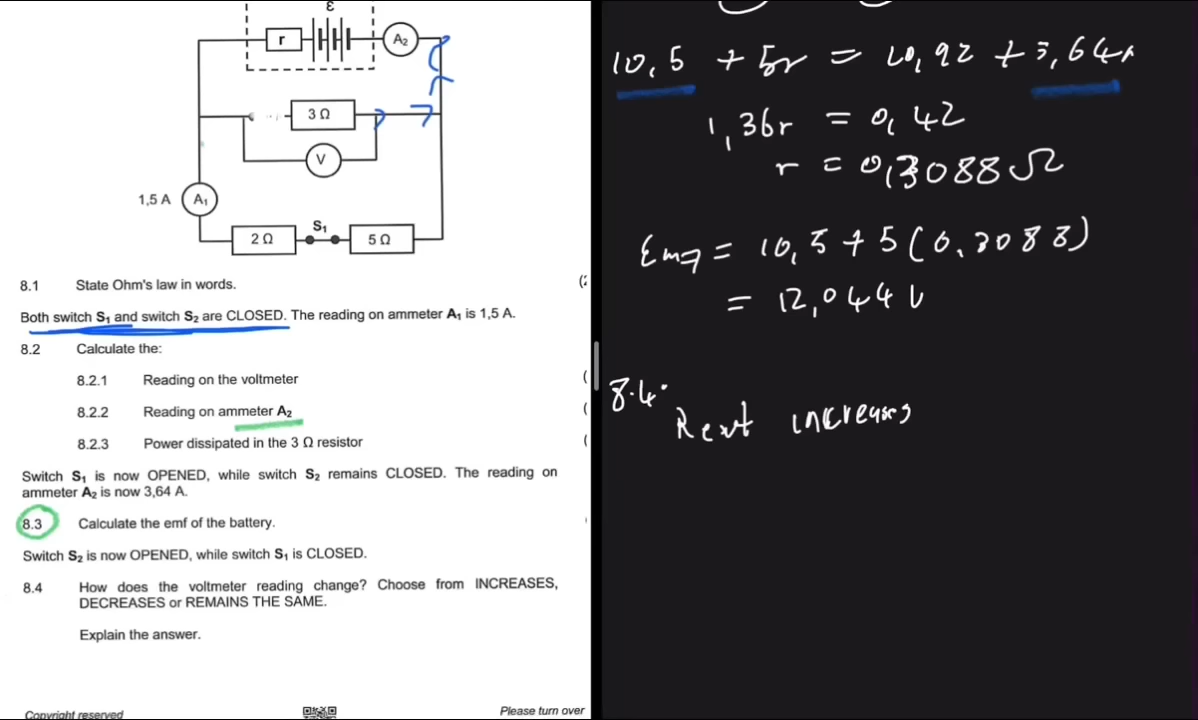 ε
r
A₂
3 Ω
V
1,5 A
A₁
S₁
2 Ω
5 Ω
8.1 State Ohm's law in words. (2
Both switch S₁ and switch S₂ are CLOSED. The reading on ammeter A₁ is 1,5 A.
8.2 Calculate the:
8.2.1 Reading on the voltmeter (
8.2.2 Reading on ammeter A₂ (
8.2.3 Power dissipated in the 3 Ω resistor (
Switch S₁ is now OPENED, while switch S₂ remains CLOSED. The reading on
ammeter A₂ is now 3,64 A.
8.3 Calculate the emf of the battery.
Switch S₂ is now OPENED, while switch S₁ is CLOSED.
8.4 How does the voltmeter reading change? Choose from INCREASES,
DECREASES or REMAINS THE SAME.
Explain the answer.
Copyright reserved
Please turn over
10,5 + 5r = 10,92 + 3,64r
1,36r = 0,42
r = 0,3088 Ω
Emf = 10,5 + 5(0,3088)
= 12,044 V
8.4.
Rext increases